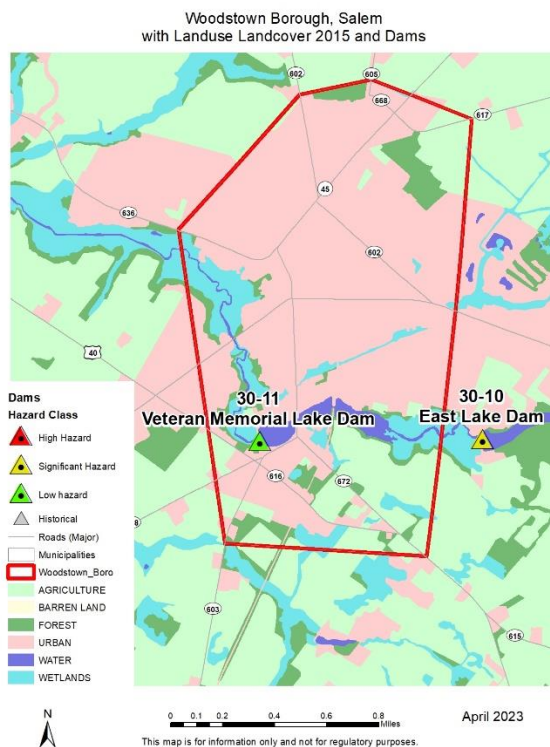 Woodstown Borough, Salem
with Landuse Landcover 2015 and Dams
602
605
668
617
45
636
602
40
30-11
Veteran Memorial Lake Dam
30-10
East Lake Dam
616
672
8
603
615
Dams
Hazard Class
High Hazard
Significant Hazard
Low hazard
Historical
Roads (Major)
Municipalities
Woodstown_Boro
AGRICULTURE
BARREN LAND
FOREST
URBAN
WATER
WETLANDS
N
0 0.2 0.4 0.6 0.8
Miles
April 2023
This map is for information only and not for regulatory purposes.